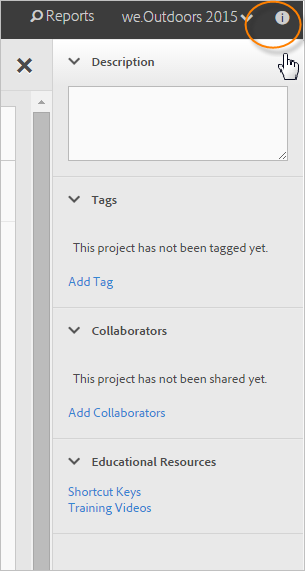 Reports we.Outdoors 2015
Description
Tags
This project has not been tagged yet.
Add Tag
Collaborators
This project has not been shared yet.
Add Collaborators
Educational Resources
Shortcut Keys
Training Videos